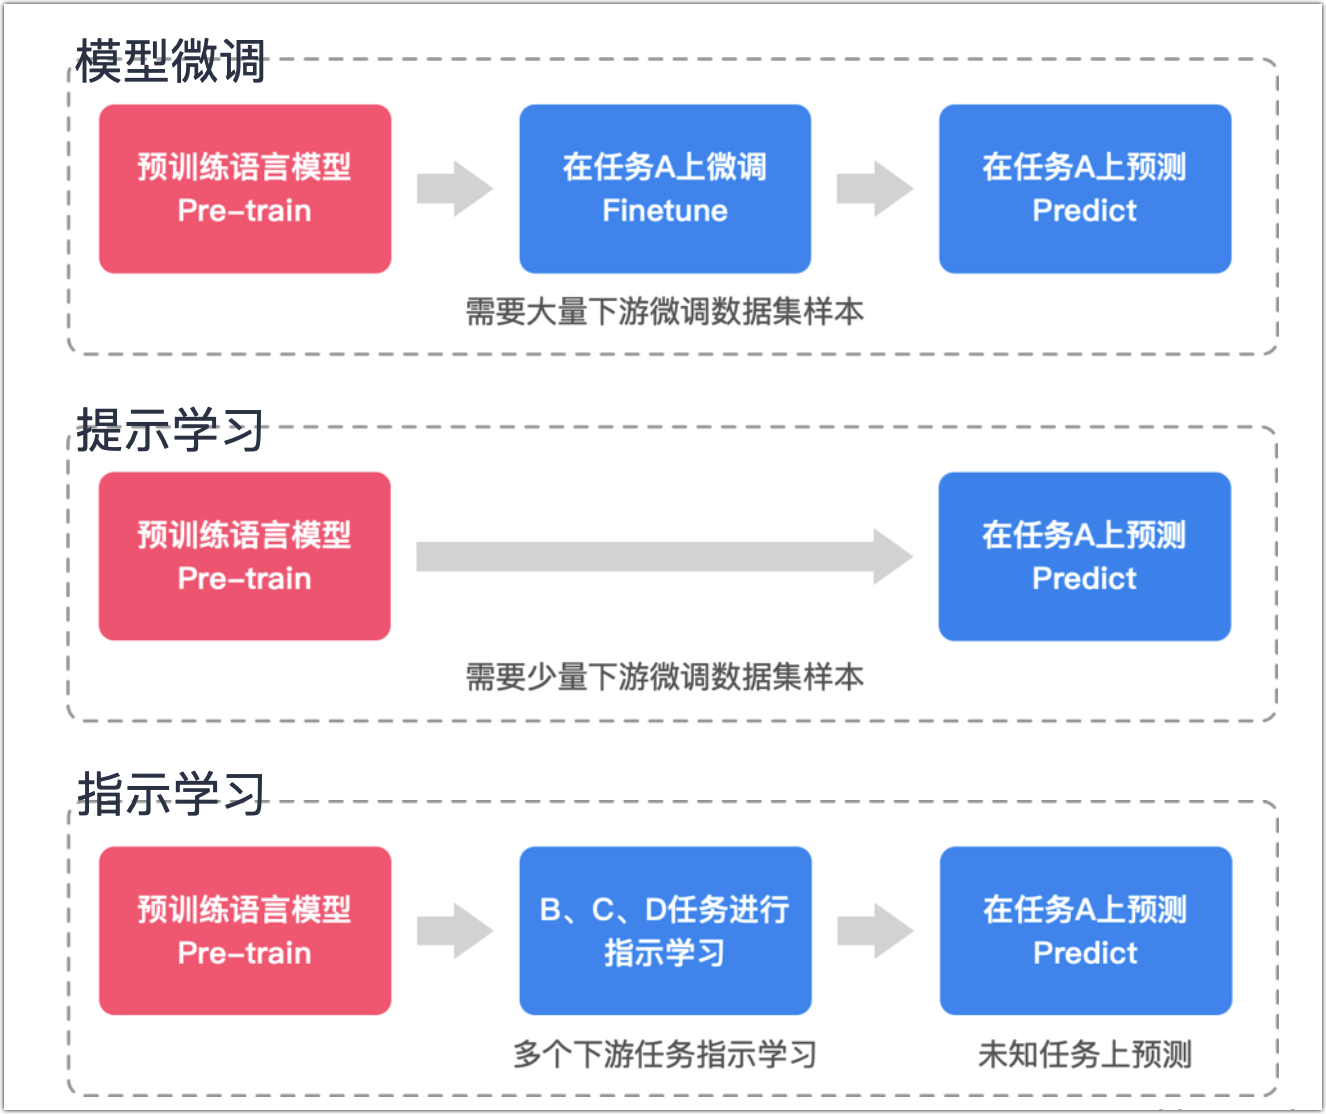 模型微调
预训练语言模型
Pre-train
在任务A上微调
Finetune
在任务A上预测
Predict
需要大量下游微调数据集样本
提示学习
预训练语言模型
Pre-train
在任务A上预测
Predict
需要少量下游微调数据集样本
指示学习
预训练语言模型
Pre-train
B、C、D任务进行
指示学习
在任务A上预测
Predict
多个下游任务指示学习
未知任务上预测